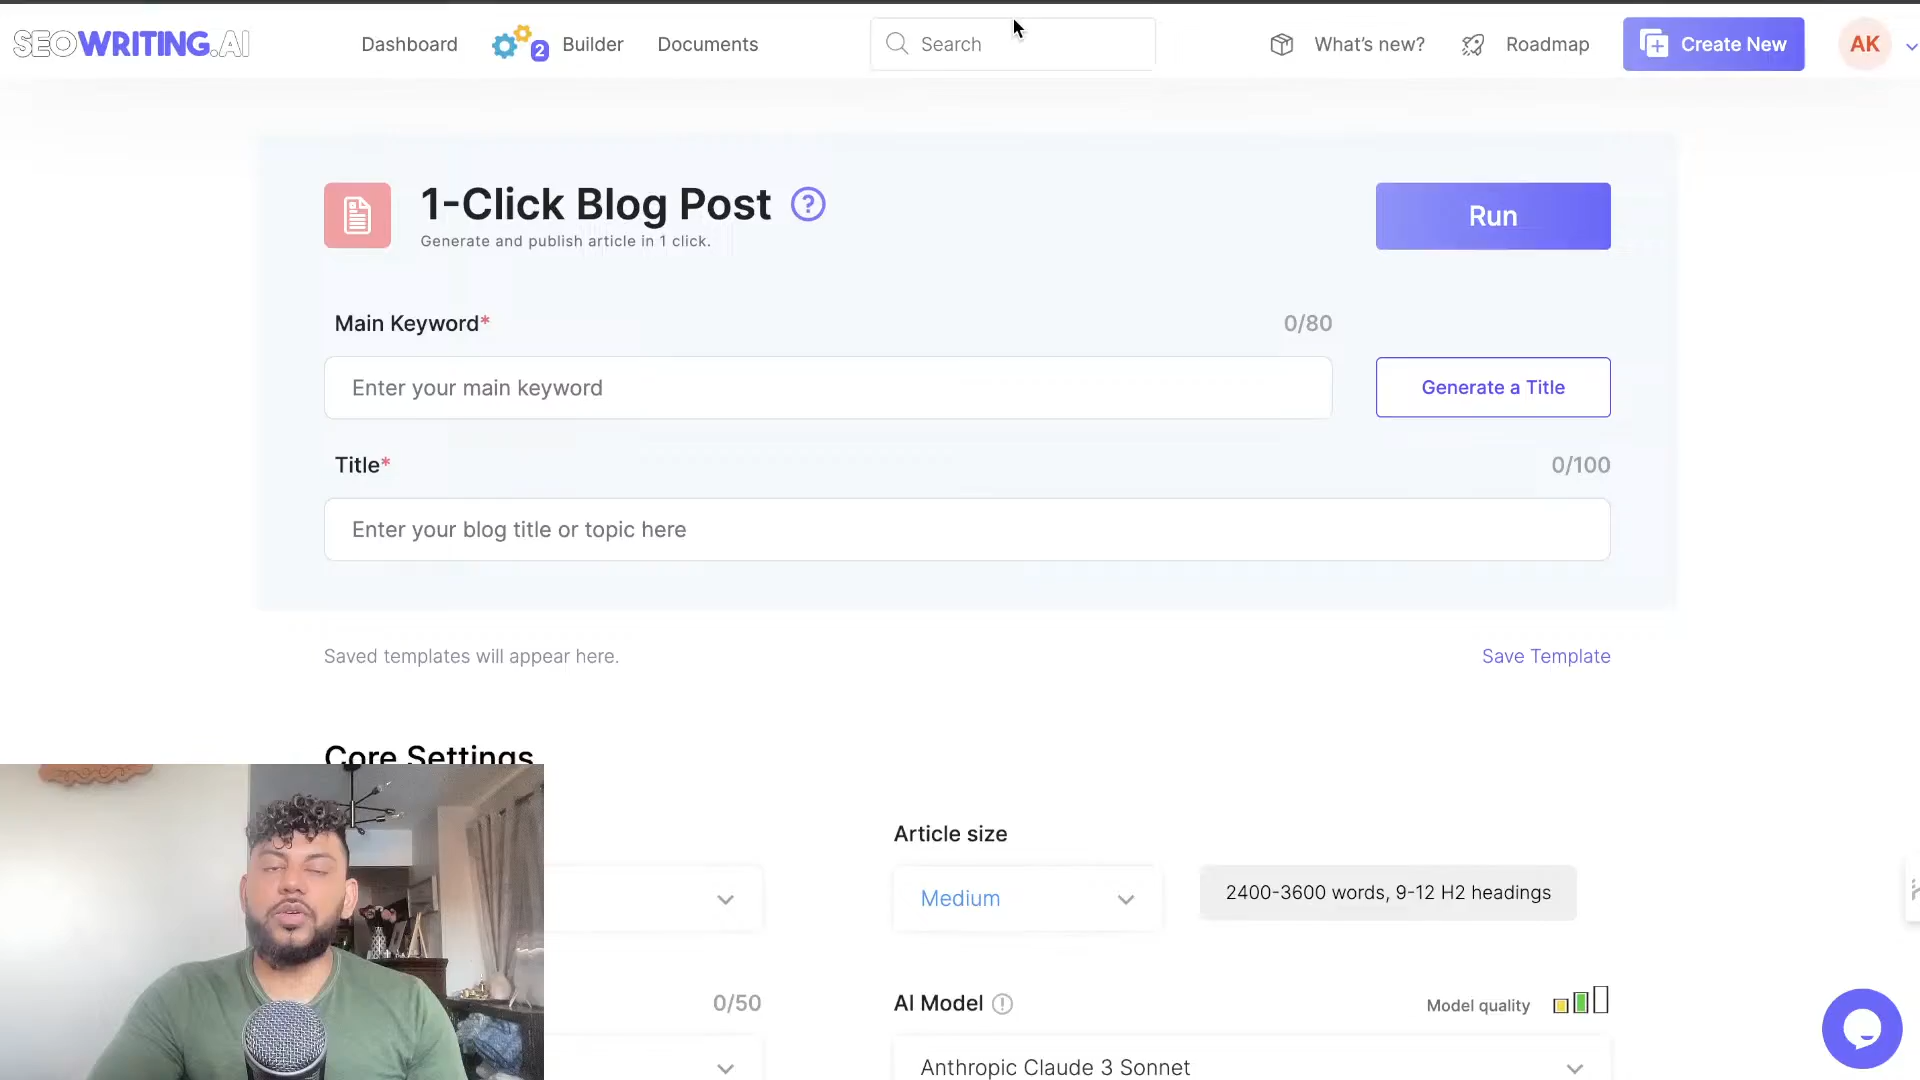 SEOWRITING.AI
Dashboard
2
Builder
Documents
Search
What's new?
Roadmap
Create New
AK
1-Click Blog Post ?
Generate and publish article in 1 click.
Run
Main Keyword*
0/80
Enter your main keyword
Generate a Title
Title*
0/100
Enter your blog title or topic here
Saved templates will appear here.
Save Template
Core Settings
Article size
Medium
2400-3600 words, 9-12 H2 headings
0/50
AI Model
Model quality
Anthropic Claude 3 Sonnet